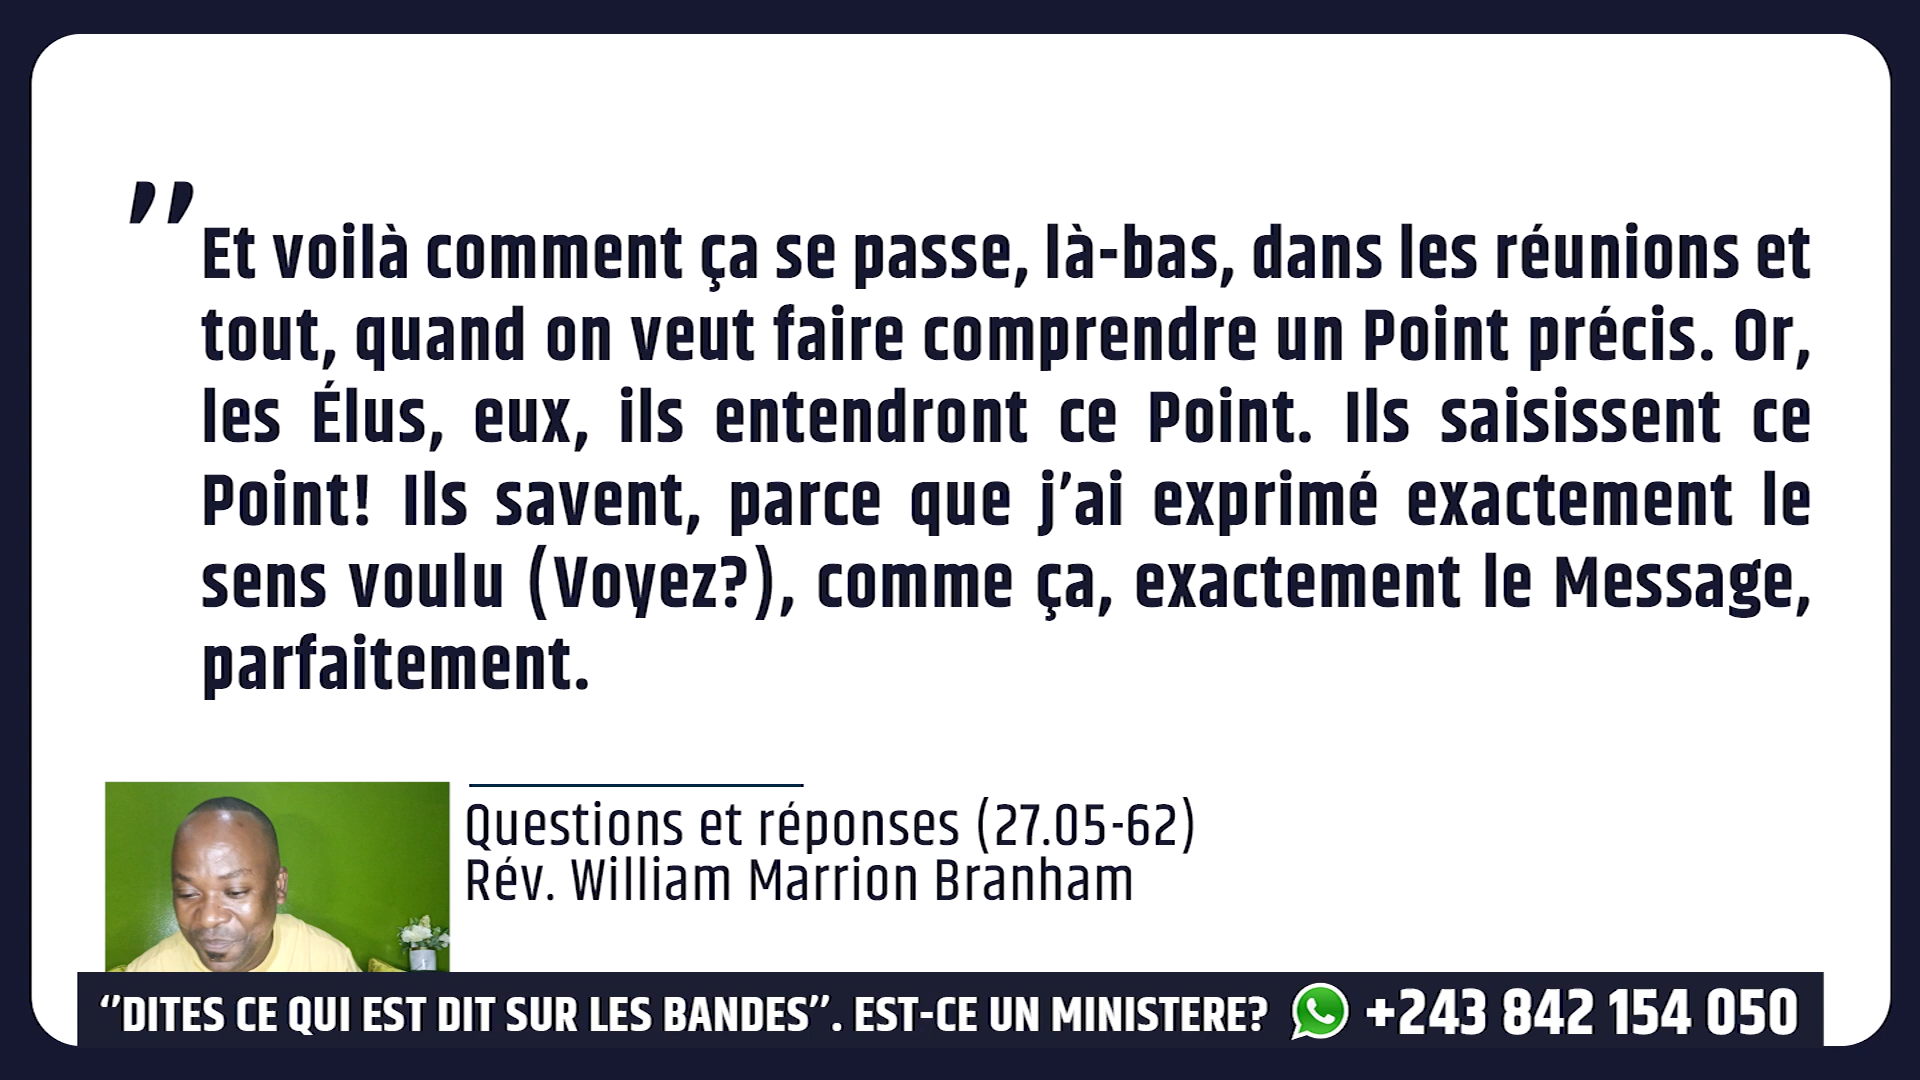 ’’
Et voilà comment ça se passe, là-bas, dans les réunions et
tout, quand on veut faire comprendre un Point précis. Or,
les Élus, eux, ils entendront ce Point. Ils saisissent ce
Point! Ils savent, parce que j’ai exprimé exactement le
sens voulu (Voyez?), comme ça, exactement le Message,
parfaitement.
Questions et réponses (27.05-62)
Rév. William Marrion Branham
‘’DITES CE QUI EST DIT SUR LES BANDES’’. EST-CE UN MINISTERE? +243 842 154 050